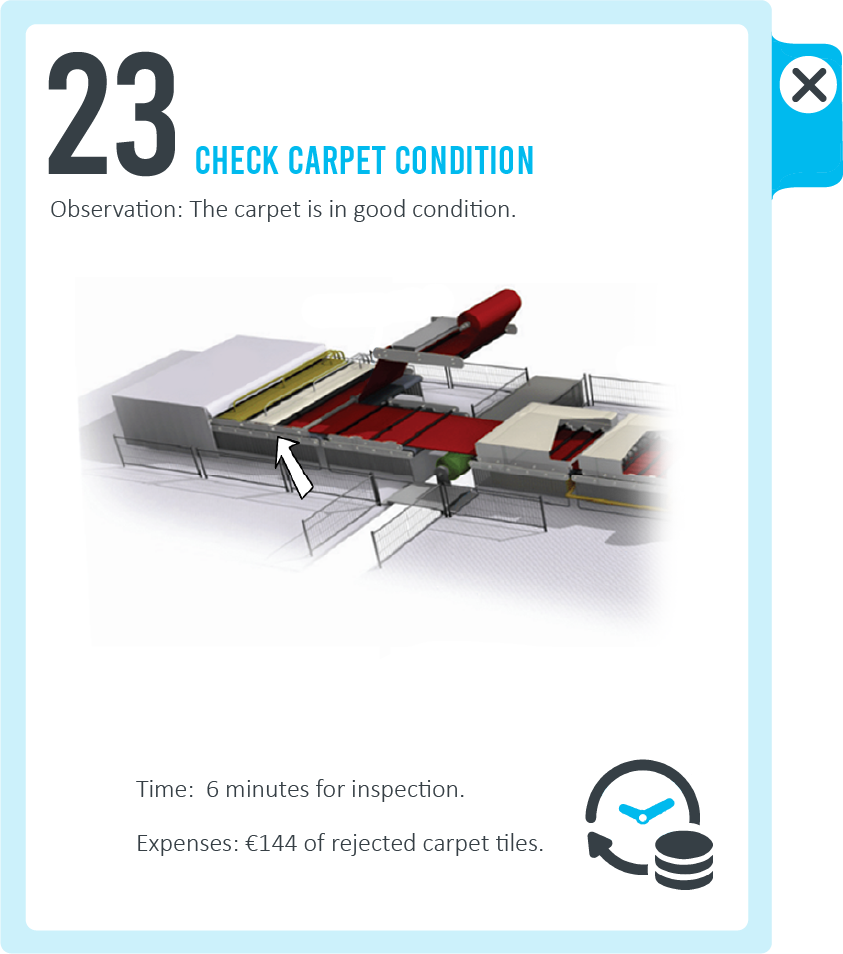 23 CHECK CARPET CONDITION
Observation: The carpet is in good condition.
Time: 6 minutes for inspection.
Expenses: €144 of rejected carpet tiles.